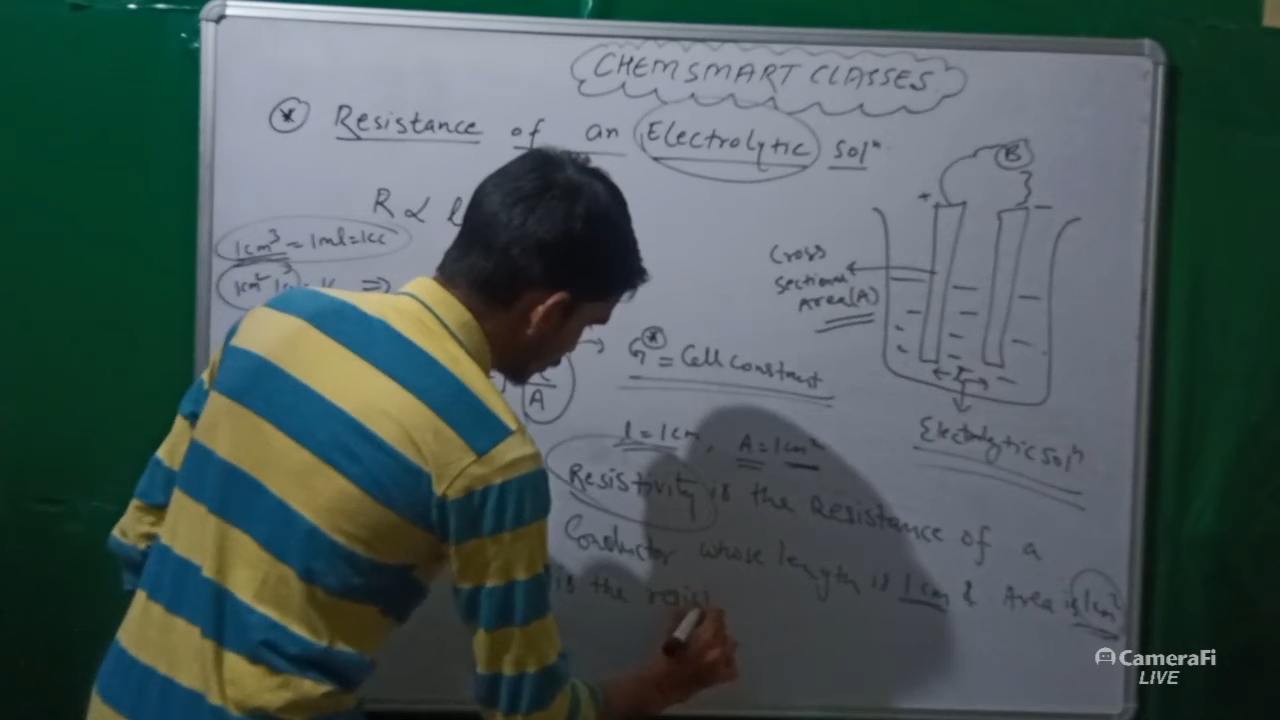 CHEMSMART CLASSES
* Resistance of an Electrolytic solⁿ
R ∝ l
1cm³ = 1ml = 1cc
B
+ −
Cross
Sectional
Area(A)
⇒
A
→ G* = Cell Constant
Electrolytic solⁿ
l = 1cm, A = 1cm²
Resistivity is the Resistance of a
Conductor whose length is 1cm & Area is 1cm²
is the resis
CameraFi
LIVE